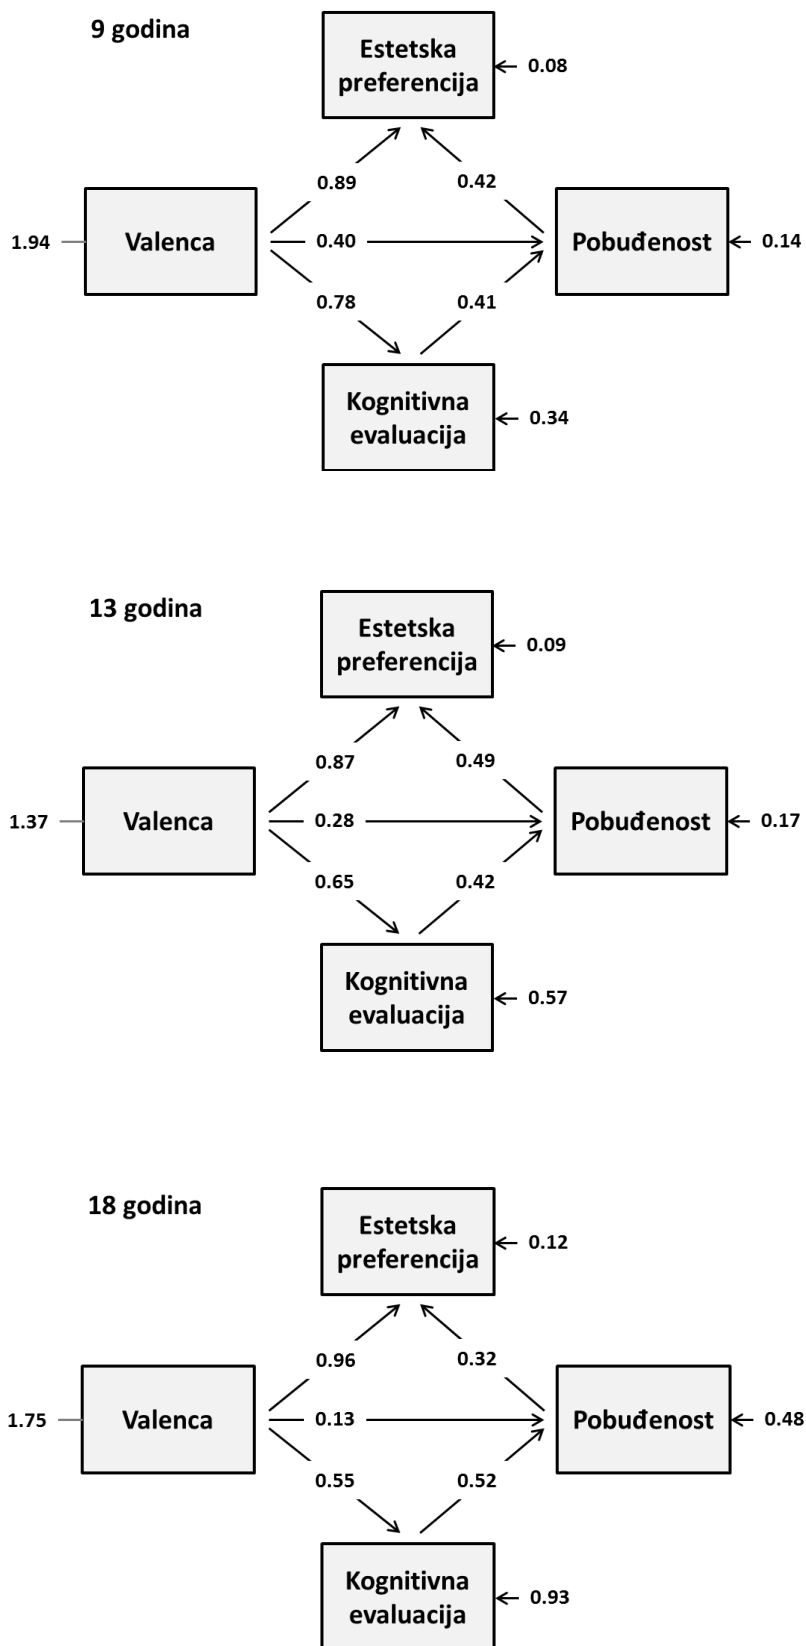 9 godina
Estetska
preferencija
0.08
0.89
0.42
1.94
Valenca
0.40
Pobuđenost
0.14
0.78
0.41
Kognitivna
evaluacija
0.34
13 godina
Estetska
preferencija
0.09
0.87
0.49
1.37
Valenca
0.28
Pobuđenost
0.17
0.65
0.42
Kognitivna
evaluacija
0.57
18 godina
Estetska
preferencija
0.12
0.96
0.32
1.75
Valenca
0.13
Pobuđenost
0.48
0.55
0.52
Kognitivna
evaluacija
0.93